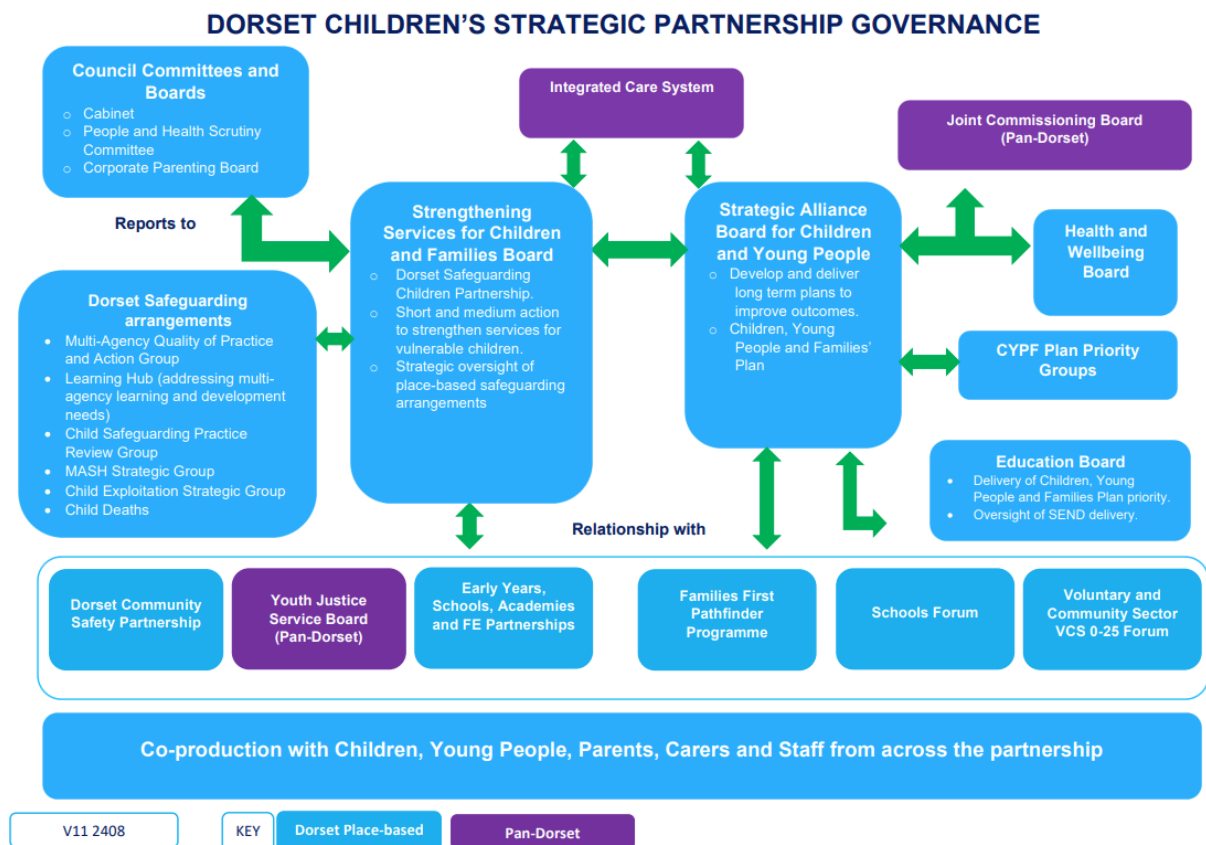 DORSET CHILDREN'S STRATEGIC PARTNERSHIP GOVERNANCE
Council Committees and
Boards
o Cabinet
o People and Health Scrutiny
Committee
o Corporate Parenting Board
Integrated Care System
Joint Commissioning Board
(Pan-Dorset)
Reports to
Strengthening
Services for Children
and Families Board
o Dorset Safeguarding
Children Partnership.
o Short and medium action
to strengthen services for
vulnerable children.
o Strategic oversight of
place-based safeguarding
arrangements
Strategic Alliance
Board for Children
and Young People
o Develop and deliver
long term plans to
improve outcomes.
o Children, Young
People and Families'
Plan
Health and
Wellbeing
Board
Dorset Safeguarding
arrangements
• Multi-Agency Quality of Practice
and Action Group
• Learning Hub (addressing multi-
agency learning and development
needs)
• Child Safeguarding Practice
Review Group
• MASH Strategic Group
• Child Exploitation Strategic Group
• Child Deaths
CYPF Plan Priority
Groups
Education Board
• Delivery of Children, Young
People and Families Plan priority.
• Oversight of SEND delivery.
Relationship with
Dorset Community
Safety Partnership
Youth Justice
Service Board
(Pan-Dorset)
Early Years,
Schools, Academies
and FE Partnerships
Families First
Pathfinder
Programme
Schools Forum
Voluntary and
Community Sector
VCS 0-25 Forum
Co-production with Children, Young People, Parents, Carers and Staff from across the partnership
V11 2408
KEY
Dorset Place-based
Pan-Dorset